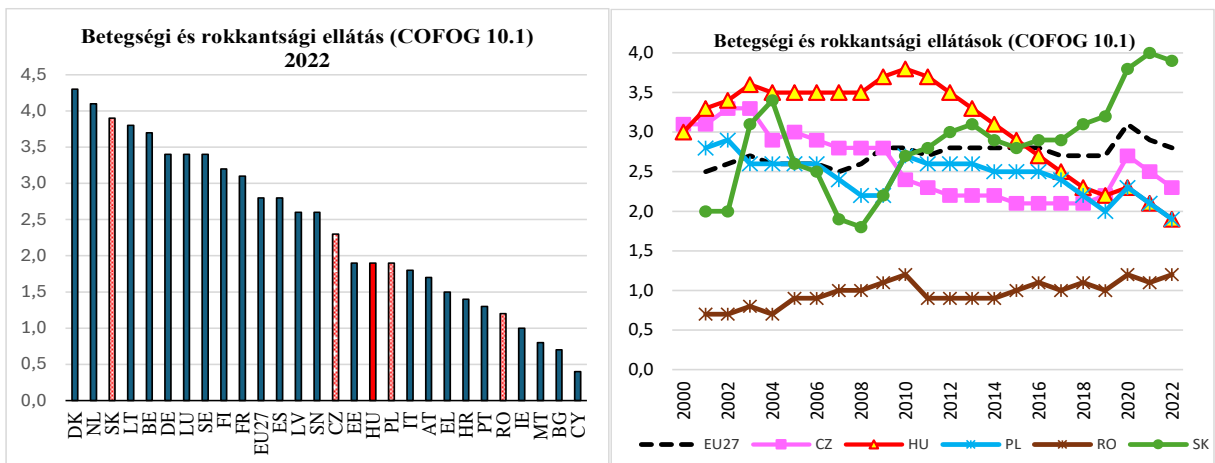 Betegségi és rokkantsági ellátás (COFOG 10.1)
2022
4,5
4,0
3,5
3,0
2,5
2,0
1,5
1,0
0,5
0,0
DK
NL
SK
LT
BE
DE
LU
SE
FI
FR
EU27
ES
LV
SN
CZ
EE
HU
PL
IT
AT
EL
HR
PT
RO
IE
MT
BG
CY
Betegségi és rokkantsági ellátások (COFOG 10.1)
4,0
3,5
3,0
2,5
2,0
1,5
1,0
0,5
0,0
2000
2002
2004
2006
2008
2010
2012
2014
2016
2018
2020
2022
EU27 CZ HU PL RO SK